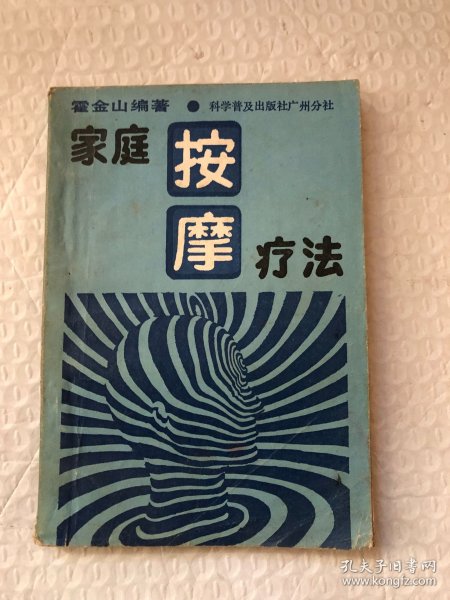 霍金山编著 ● 科学普及出版社广州分社
家庭
按
摩
疗法
孔夫子旧书网
www.kongfz.com